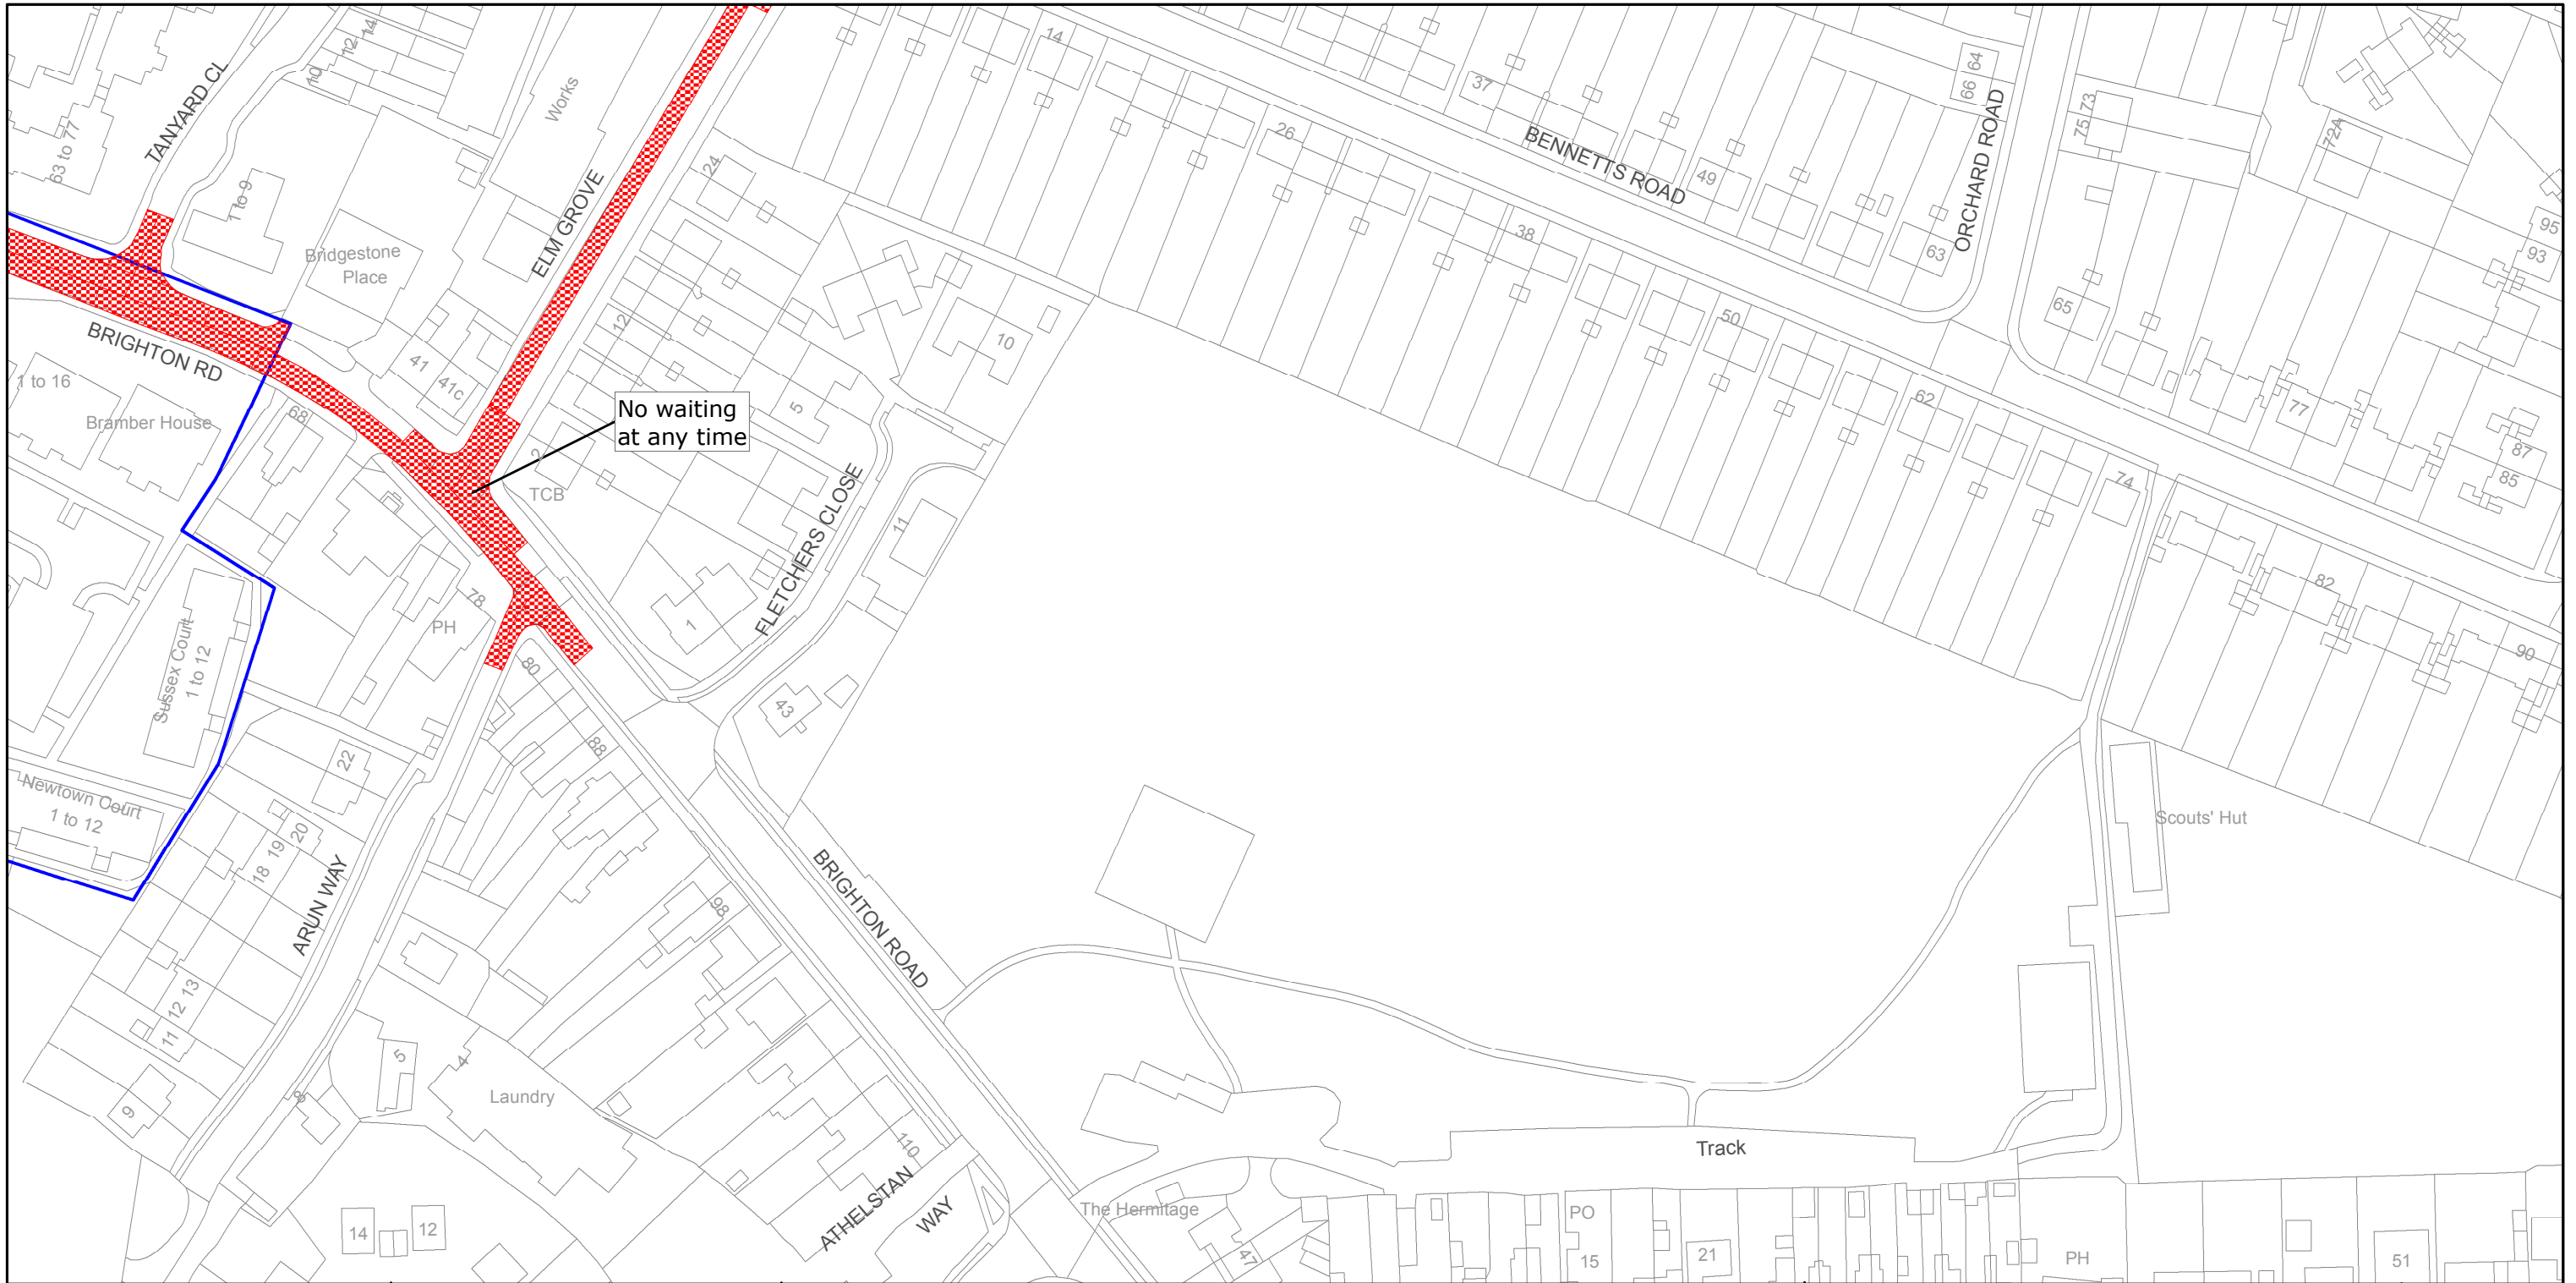 14
12
14
10
Works
TANYARD CL
63 to 77
1 to 9
Bridgestone
Place
ELM GROVE
24
12
14
37
BENNETTS ROAD
26
49
38
63
64
66
ORCHARD ROAD
75
73
72A
95
93
65
50
62
77
87
85
74
82
90
BRIGHTON RD
1 to 16
Bramber House
68
41
41c
No waiting
at any time
2
TCB
5
10
11
FLETCHERS CLOSE
1
43
78
PH
80
88
Sussex Court
1 to 12
Newtown Court
1 to 12
22
20
19
18
ARUN WAY
13
12
11
9
8
5
4
Laundry
98
BRIGHTON ROAD
110
ATHELSTAN
WAY
14
12
Scouts' Hut
Track
The Hermitage
47
PO
15
21
PH
51